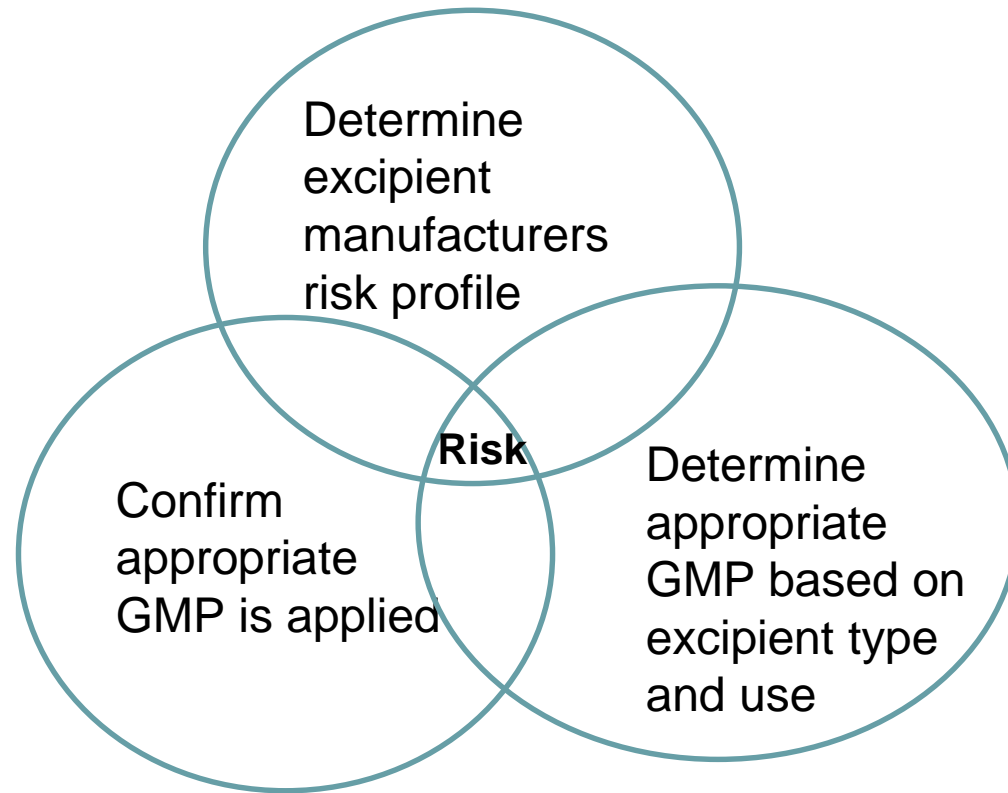 Determine
excipient
manufacturers
risk profile
Risk
Confirm
appropriate
GMP is applied
Determine
appropriate
GMP based on
excipient type
and use